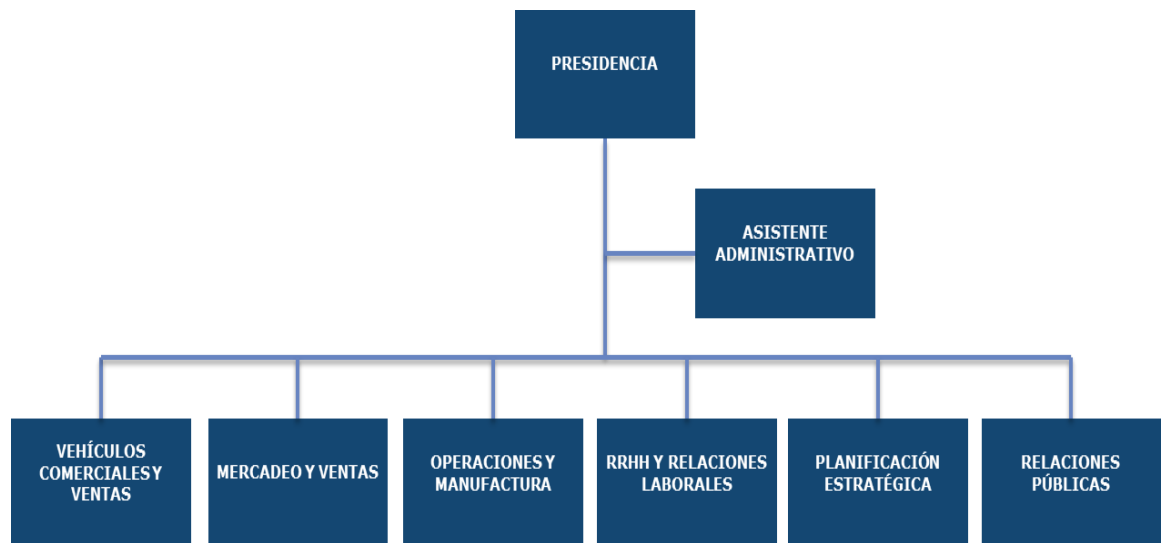 PRESIDENCIA
ASISTENTE
ADMINISTRATIVO
VEHÍCULOS
COMERCIALES Y
VENTAS
MERCADEO Y VENTAS
OPERACIONES Y
MANUFACTURA
RRHH Y RELACIONES
LABORALES
PLANIFICACIÓN
ESTRATÉGICA
RELACIONES
PÚBLICAS